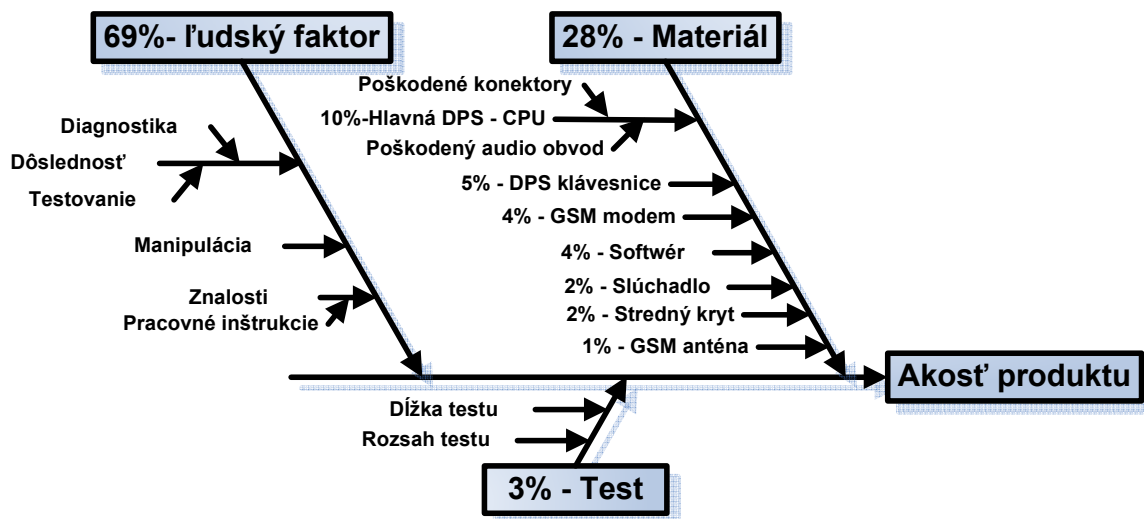 69%- ľudský faktor
Diagnostika
Dôslednosť
Testovanie
Manipulácia
Znalosti
Pracovné inštrukcie
28% - Materiál
Poškodené konektory
10%-Hlavná DPS - CPU
Poškodený audio obvod
5% - DPS klávesnice
4% - GSM modem
4% - Softwér
2% - Slúchadlo
2% - Stredný kryt
1% - GSM anténa
Akosť produktu
Dĺžka testu
Rozsah testu
3% - Test